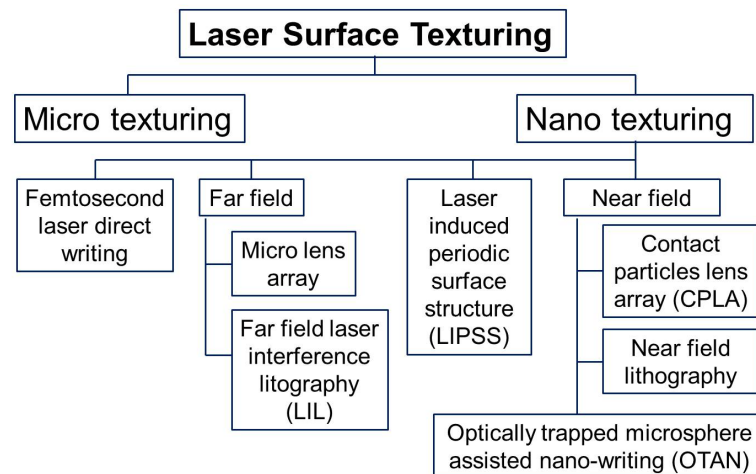 Laser Surface Texturing
Micro texturing
Nano texturing
Femtosecond
laser direct
writing
Far field
Micro lens
array
Far field laser
interference
litography
(LIL)
Laser
induced
periodic
surface
structure
(LIPSS)
Near field
Contact
particles lens
array (CPLA)
Near field
lithography
Optically trapped microsphere
assisted nano-writing (OTAN)